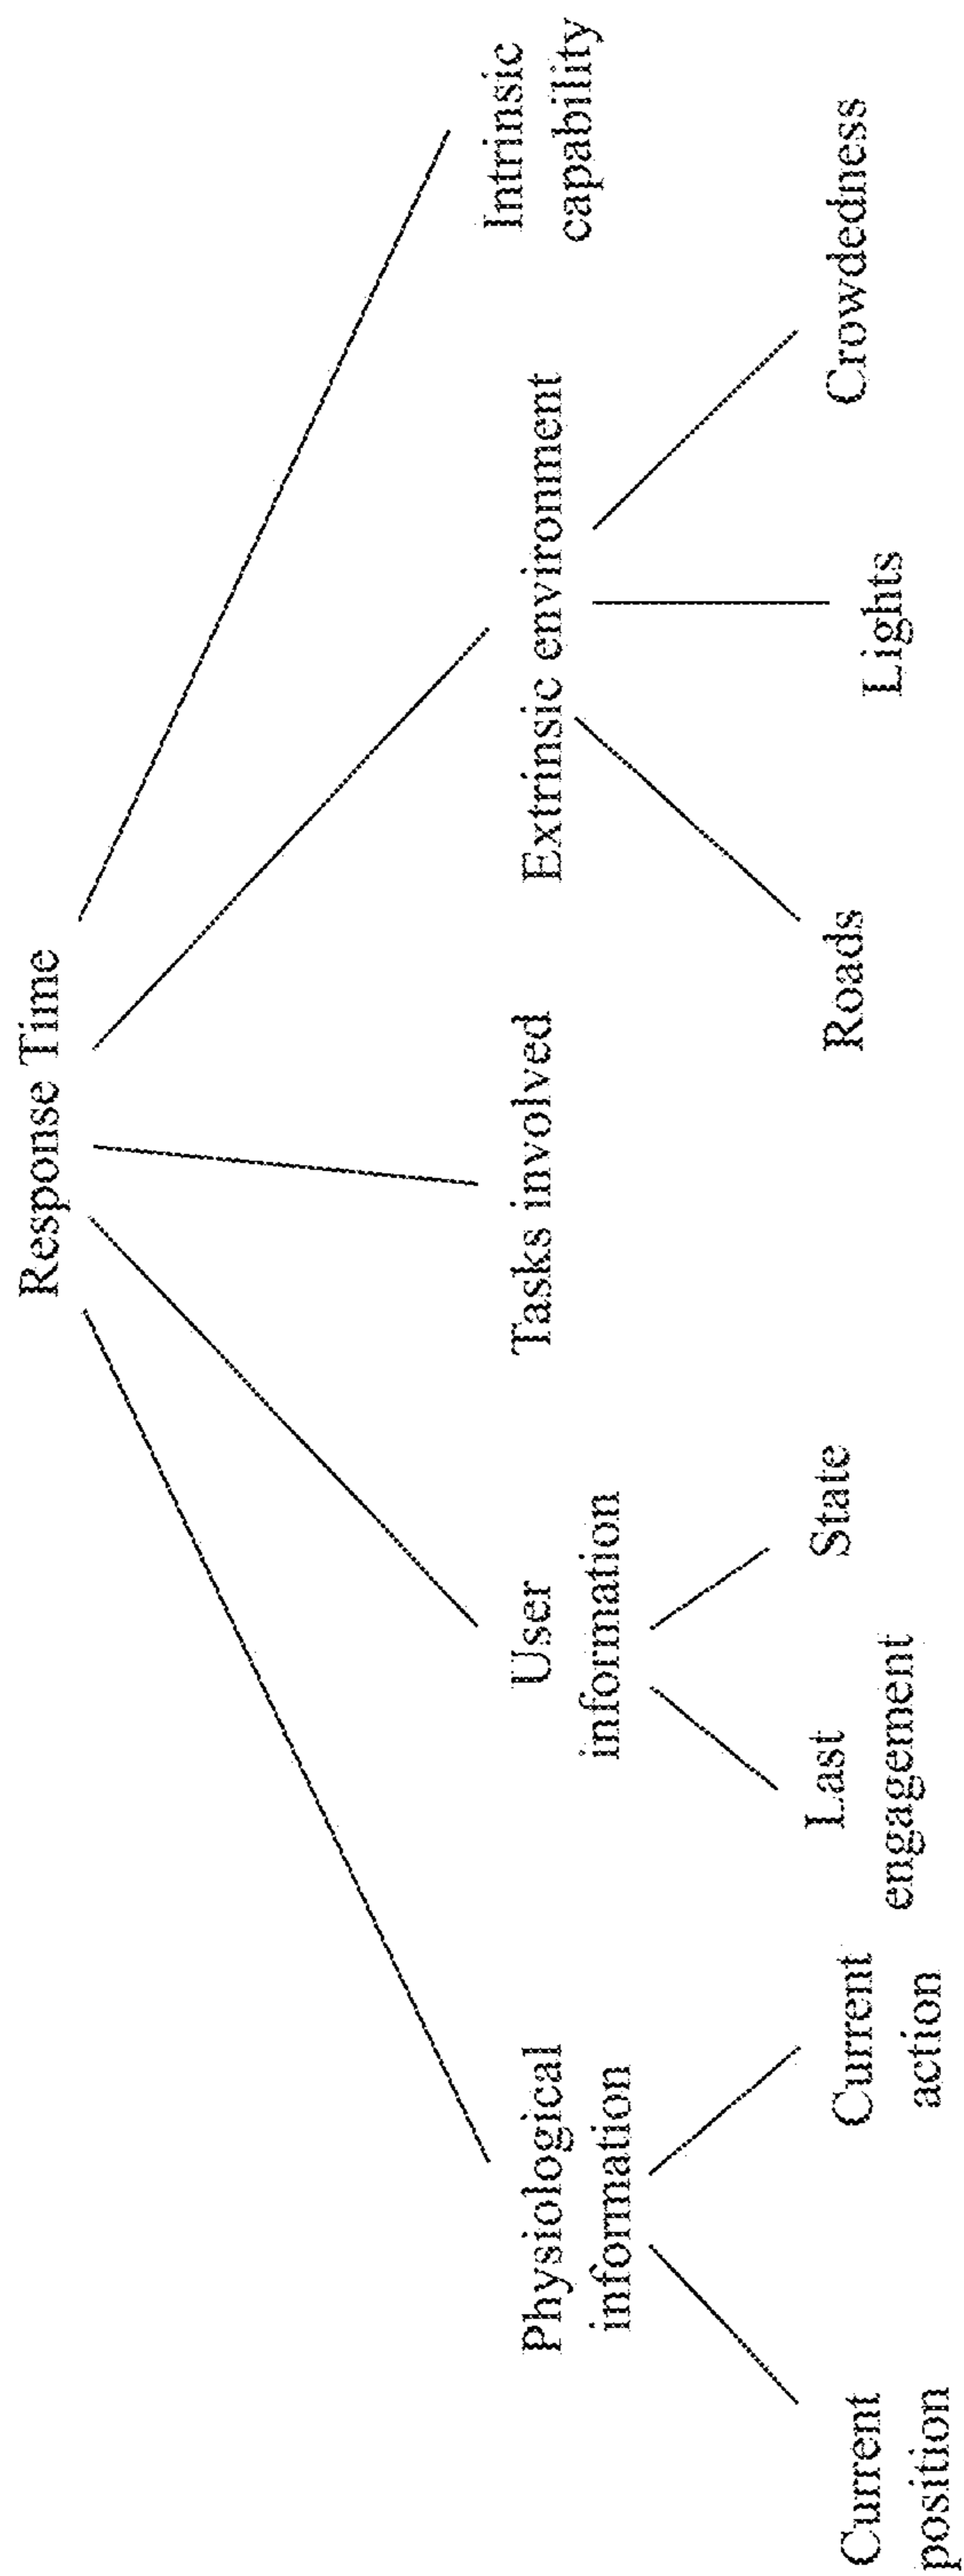 Response Time
Physiological
information
User
information
Tasks involved
Extrinsic environment
Intrinsic
capability
Current
position
Current
action
Last
engagement
State
Roads
Lights
Crowdedness